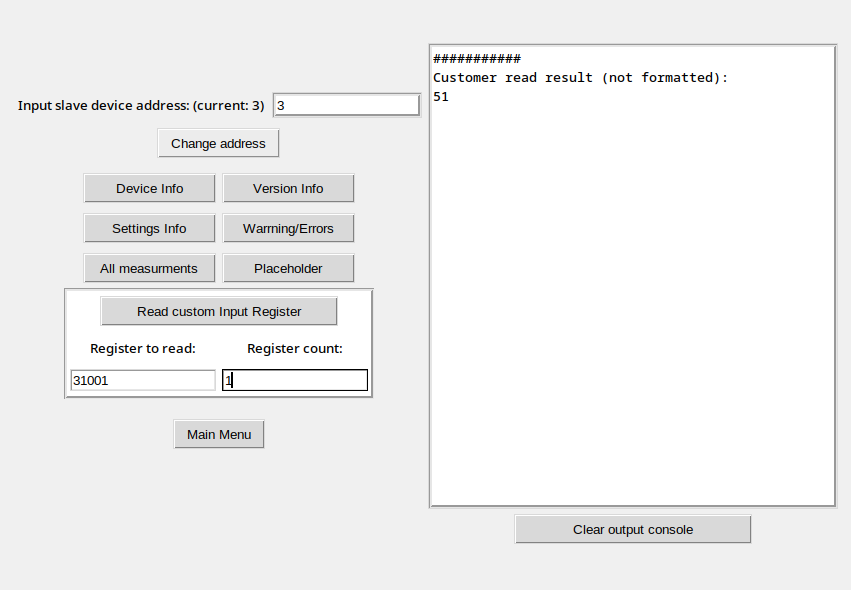 Input slave device address: (current: 3)
3
Change address
Device Info
Version Info
Settings Info
Warrning/Errors
All measurments
Placeholder
Read custom Input Register
Register to read:
Register count:
31001
1
Main Menu
###########
Customer read result (not formatted):
51
Clear output console